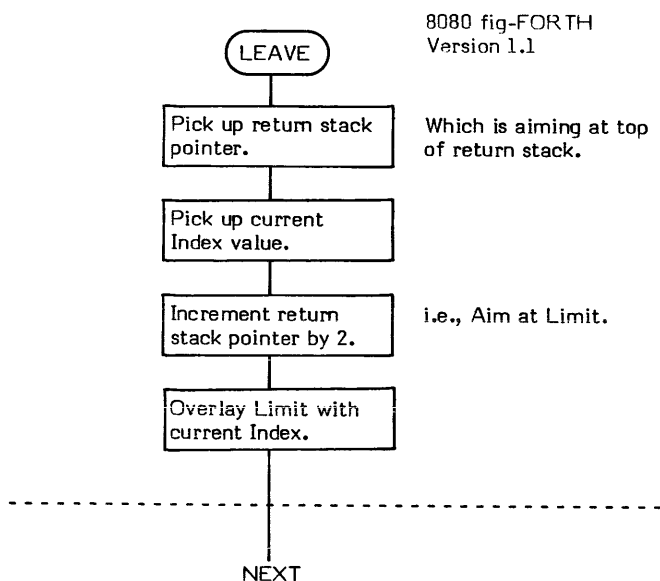 8080 fig-FORTH
Version 1.1
LEAVE
Pick up return stack
pointer.
Which is aiming at top
of return stack.
Pick up current
Index value.
Increment return
stack pointer by 2.
i.e., Aim at Limit.
Overlay Limit with
current Index.
NEXT